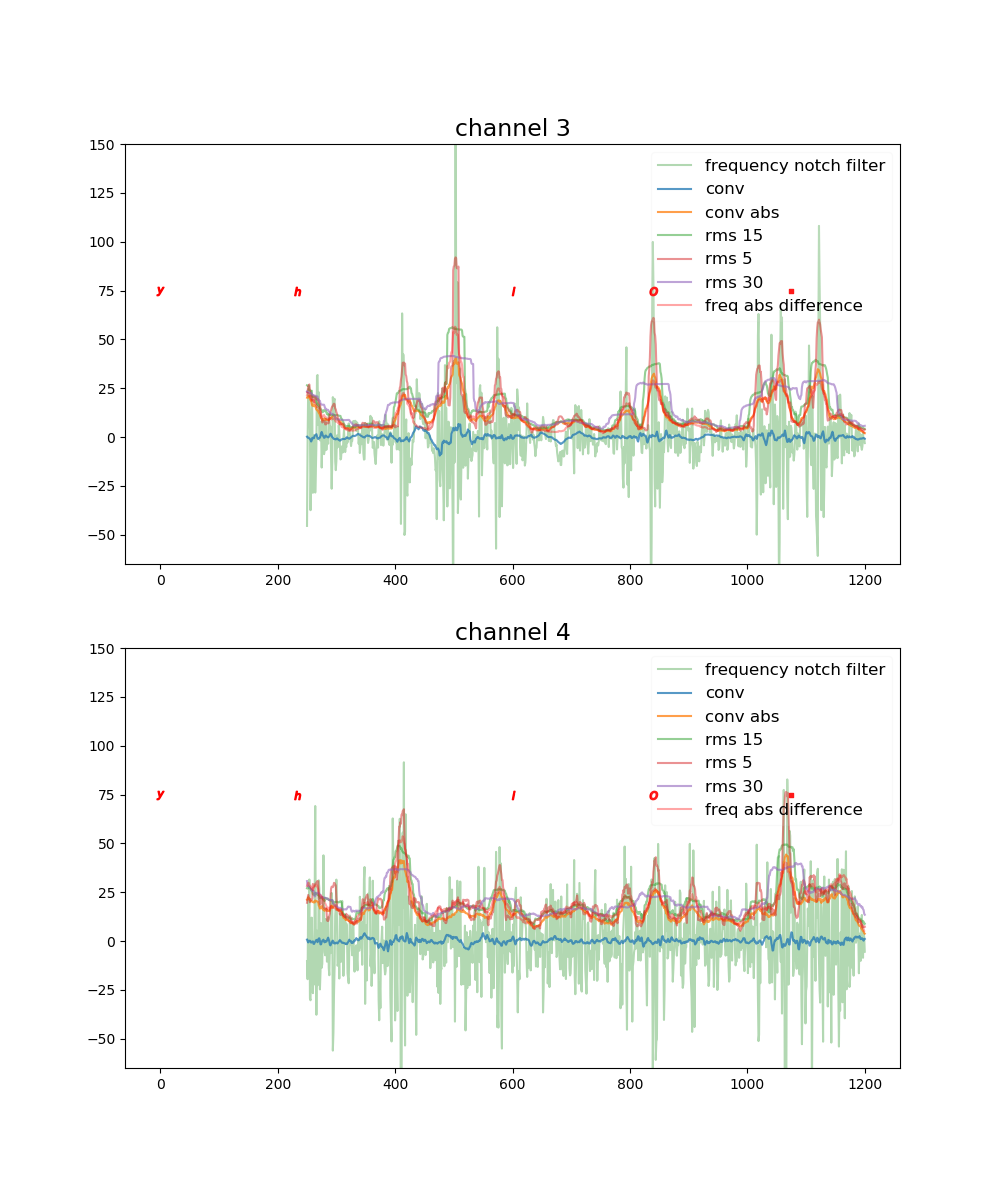 channel 3
150
125
100
75
50
25
0
−25
−50
frequency notch filter
conv
conv abs
rms 15
rms 5
rms 30
freq abs difference
y h l O .
0 200 400 600 800 1000 1200
channel 4
150
125
100
75
50
25
0
−25
−50
frequency notch filter
conv
conv abs
rms 15
rms 5
rms 30
freq abs difference
y h l O .
0 200 400 600 800 1000 1200